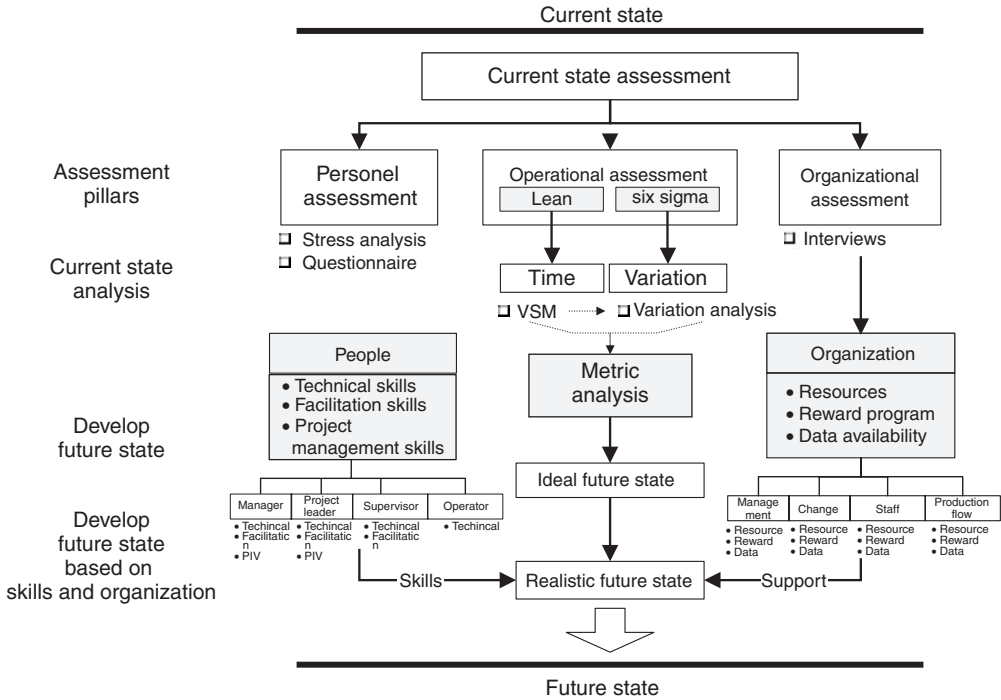 Current state
Current state assessment
Assessment
pillars
Personel
assessment
Operational assessment
Lean
six sigma
Organizational
assessment
Stress analysis
Questionnaire
Interviews
Current state
analysis
Time
Variation
VSM
Variation analysis
People
• Technical skills
• Facilitation skills
• Project
management skills
Metric
analysis
Organization
• Resources
• Reward program
• Data availability
Develop
future state
Ideal future state
Manager
Project
leader
Supervisor
Operator
• Techincal
• Facilitatic
n
• PIV
• Techincal
• Facilitatic
n
• PIV
• Techincal
• Facilitatic
n
• Techincal
Manage
ment
Change
Staff
Production
flow
• Resource
• Reward
• Data
• Resource
• Reward
• Data
• Resource
• Reward
• Data
• Resource
• Reward
• Data
Develop
future state
based on
skills and organization
Skills
Realistic future state
Support
Future state